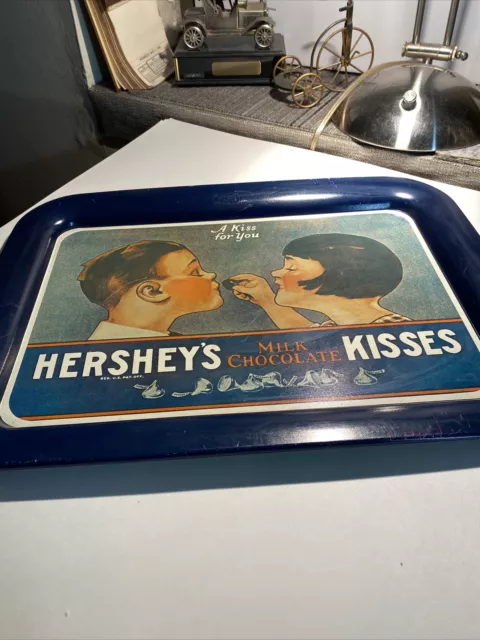 A Kiss
for You
HERSHEY'S MILK CHOCOLATE KISSES
REG. U.S. PAT. OFF.